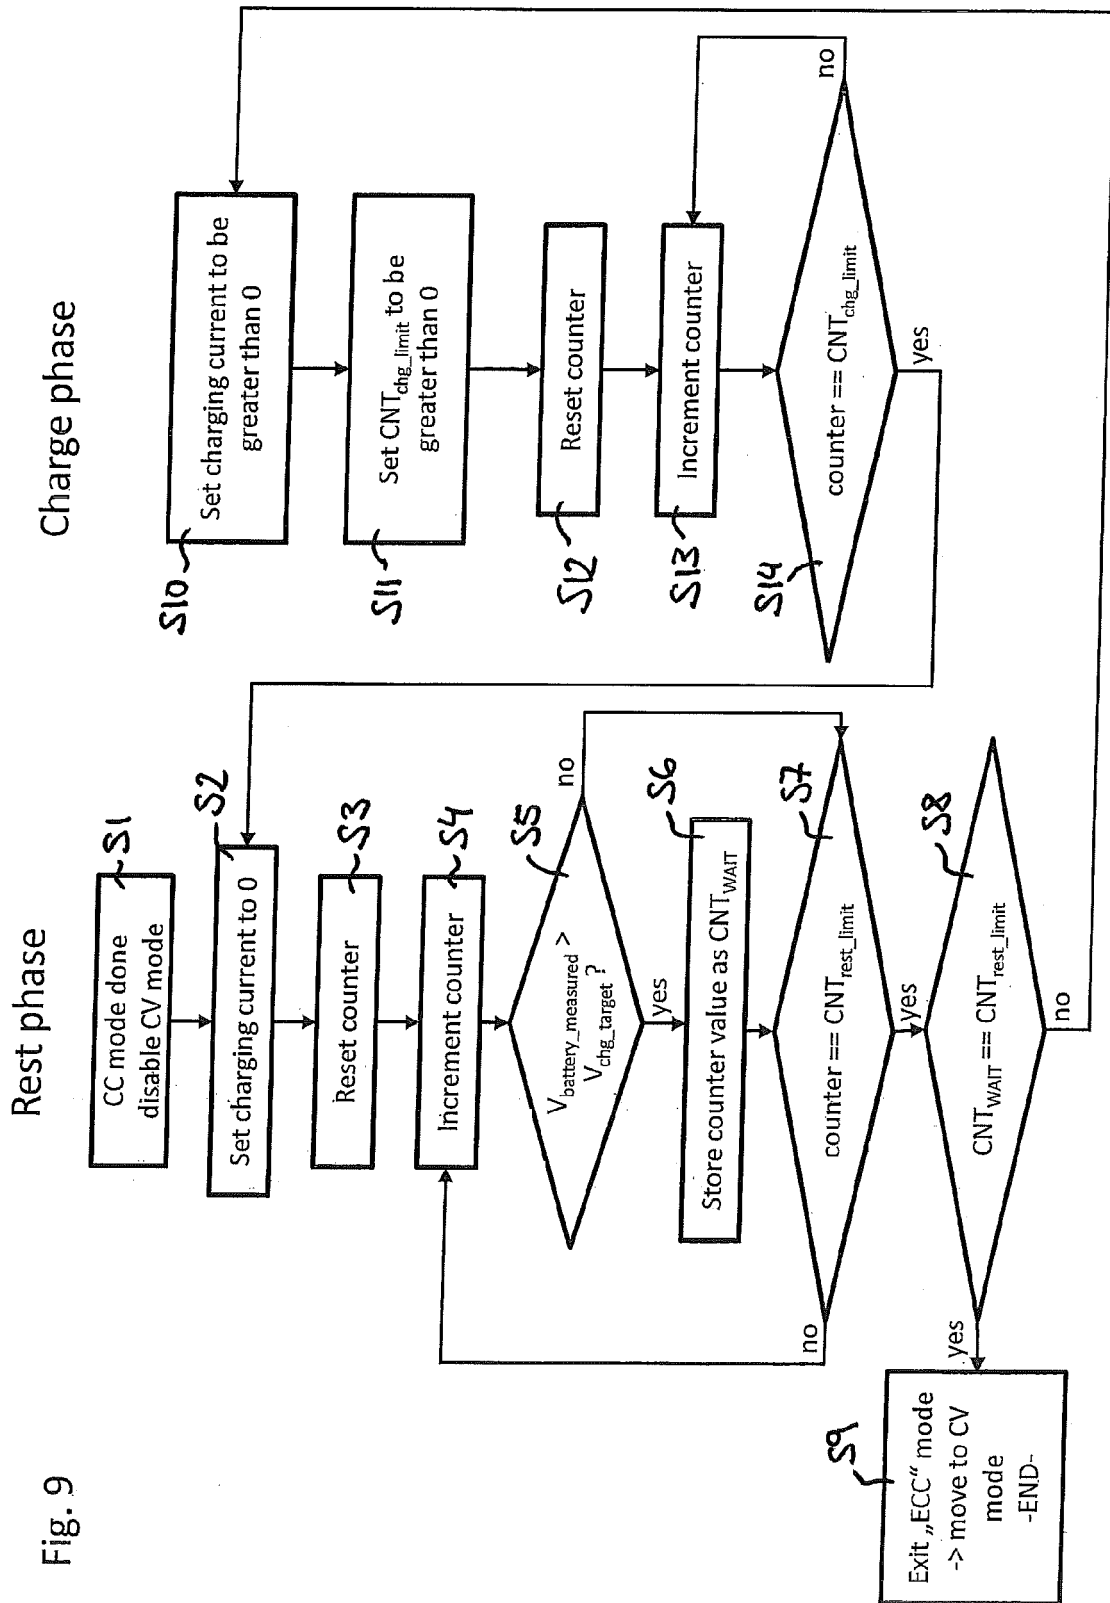 Fig. 9
Rest phase
CC mode done
disable CV mode
S1
Set charging current to 0
S2
Reset counter
S3
Increment counter
S4
V_battery_measured >
V_chg_target ?
S5
no
yes
Store counter value as CNT_WAIT
S6
counter == CNT_rest_limit
S7
no
yes
CNT_WAIT == CNT_rest_limit
S8
yes
no
Exit „ECC“ mode
-> move to CV
mode
-END-
S9
Charge phase
Set charging current to be
greater than 0
S10
Set CNT_chg_limit to be
greater than 0
S11
Reset counter
S12
Increment counter
S13
counter == CNT_chg_limit
S14
no
yes